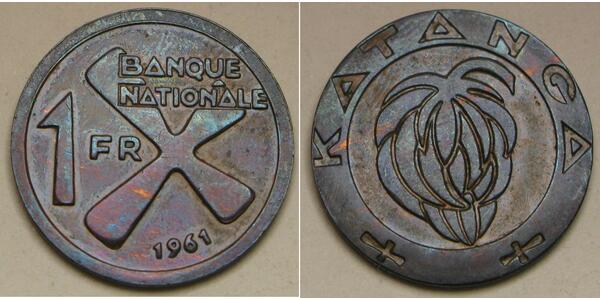 BANQUE
NATIONALE
1 FR
1961
KATANGA